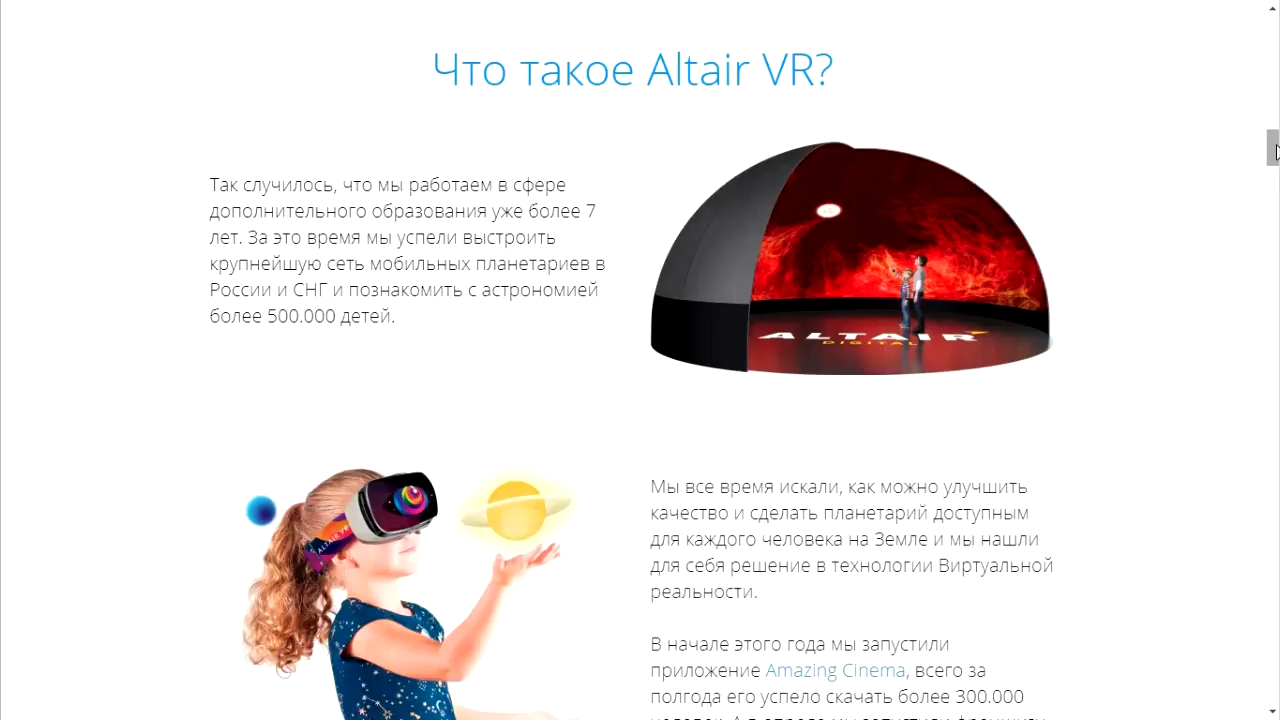 Что такое Altair VR?
Так случилось, что мы работаем в сфере
дополнительного образования уже более 7
лет. За это время мы успели выстроить
крупнейшую сеть мобильных планетариев в
России и СНГ и познакомить с астрономией
более 500.000 детей.
ALTAIR
DIGITAL
ALTAIR VR
Мы все время искали, как можно улучшить
качество и сделать планетарий доступным
для каждого человека на Земле и мы нашли
для себя решение в технологии Виртуальной
реальности.
В начале этого года мы запустили
приложение Amazing Cinema, всего за
полгода его успело скачать более 300.000